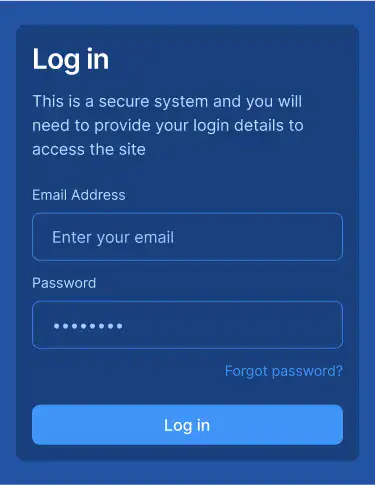 Log in
This is a secure system and you will
need to provide your login details to
access the site
Email Address
Enter your email
Password
••••••••
Forgot password?
Log in